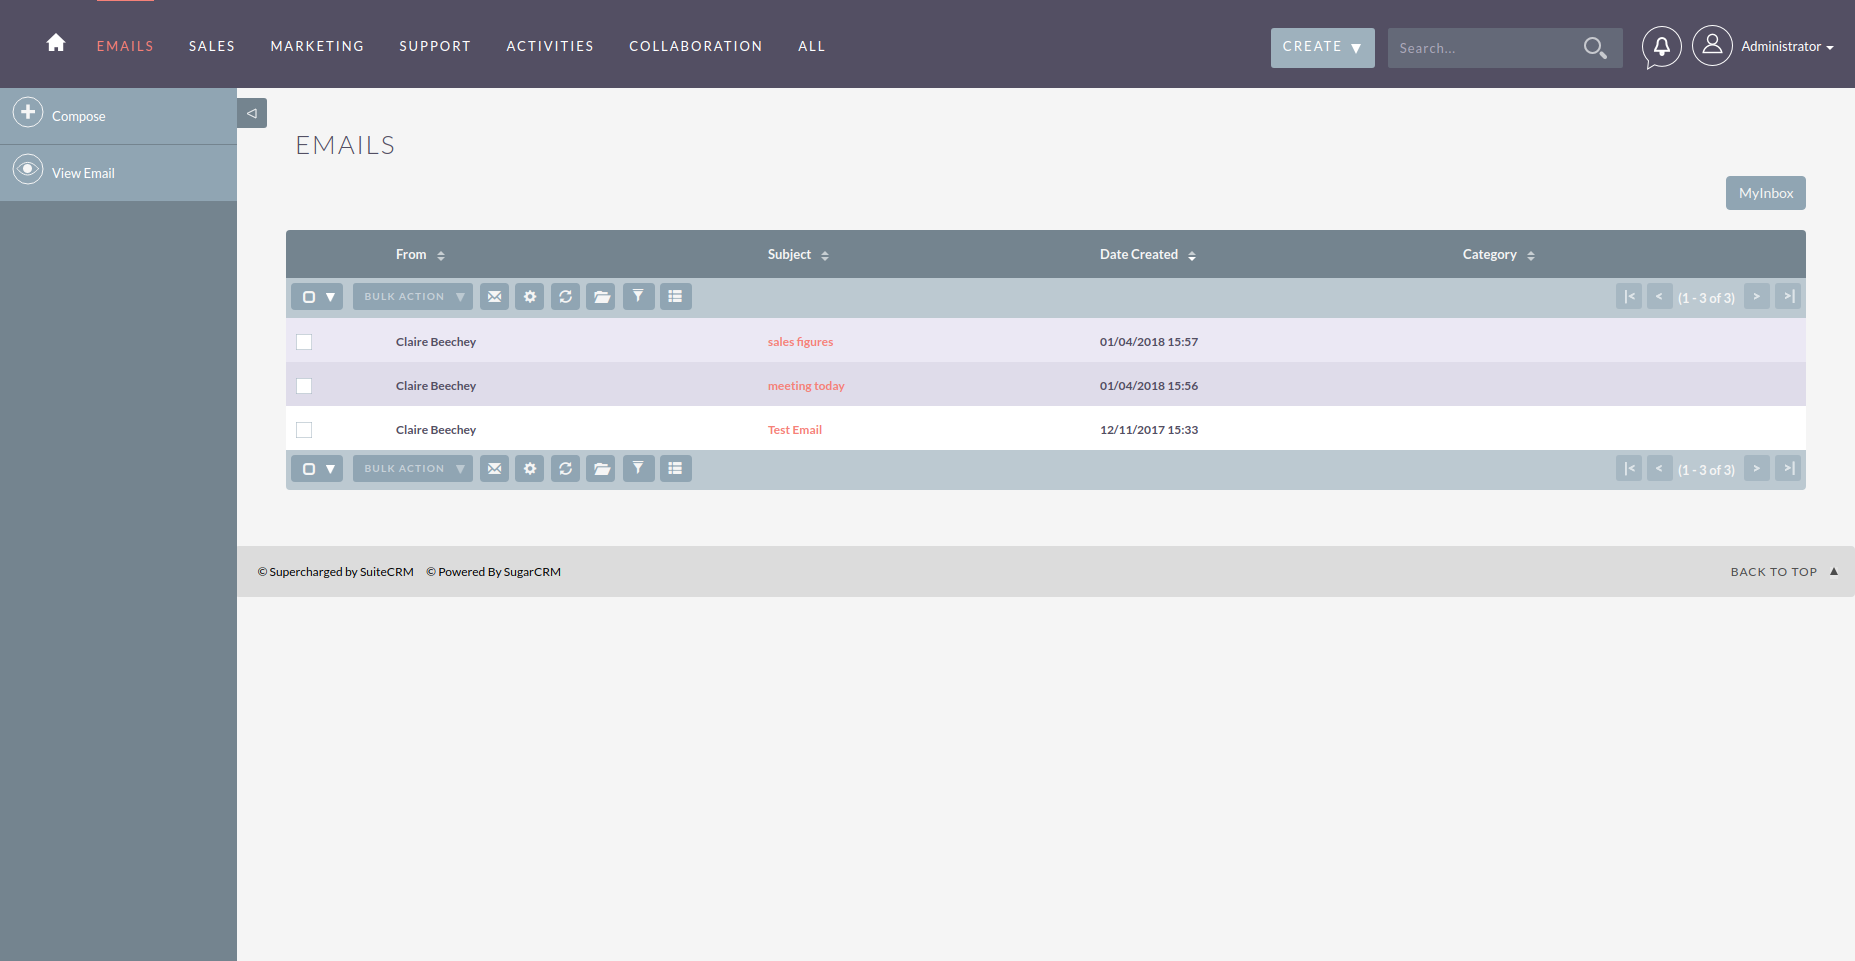 EMAILS SALES MARKETING SUPPORT ACTIVITIES COLLABORATION ALL CREATE Search... Administrator
Compose
View Email
EMAILS
MyInbox
From Subject Date Created Category
BULK ACTION (1 - 3 of 3)
Claire Beechey sales figures 01/04/2018 15:57
Claire Beechey meeting today 01/04/2018 15:56
Claire Beechey Test Email 12/11/2017 15:33
BULK ACTION (1 - 3 of 3)
© Supercharged by SuiteCRM © Powered By SugarCRM BACK TO TOP